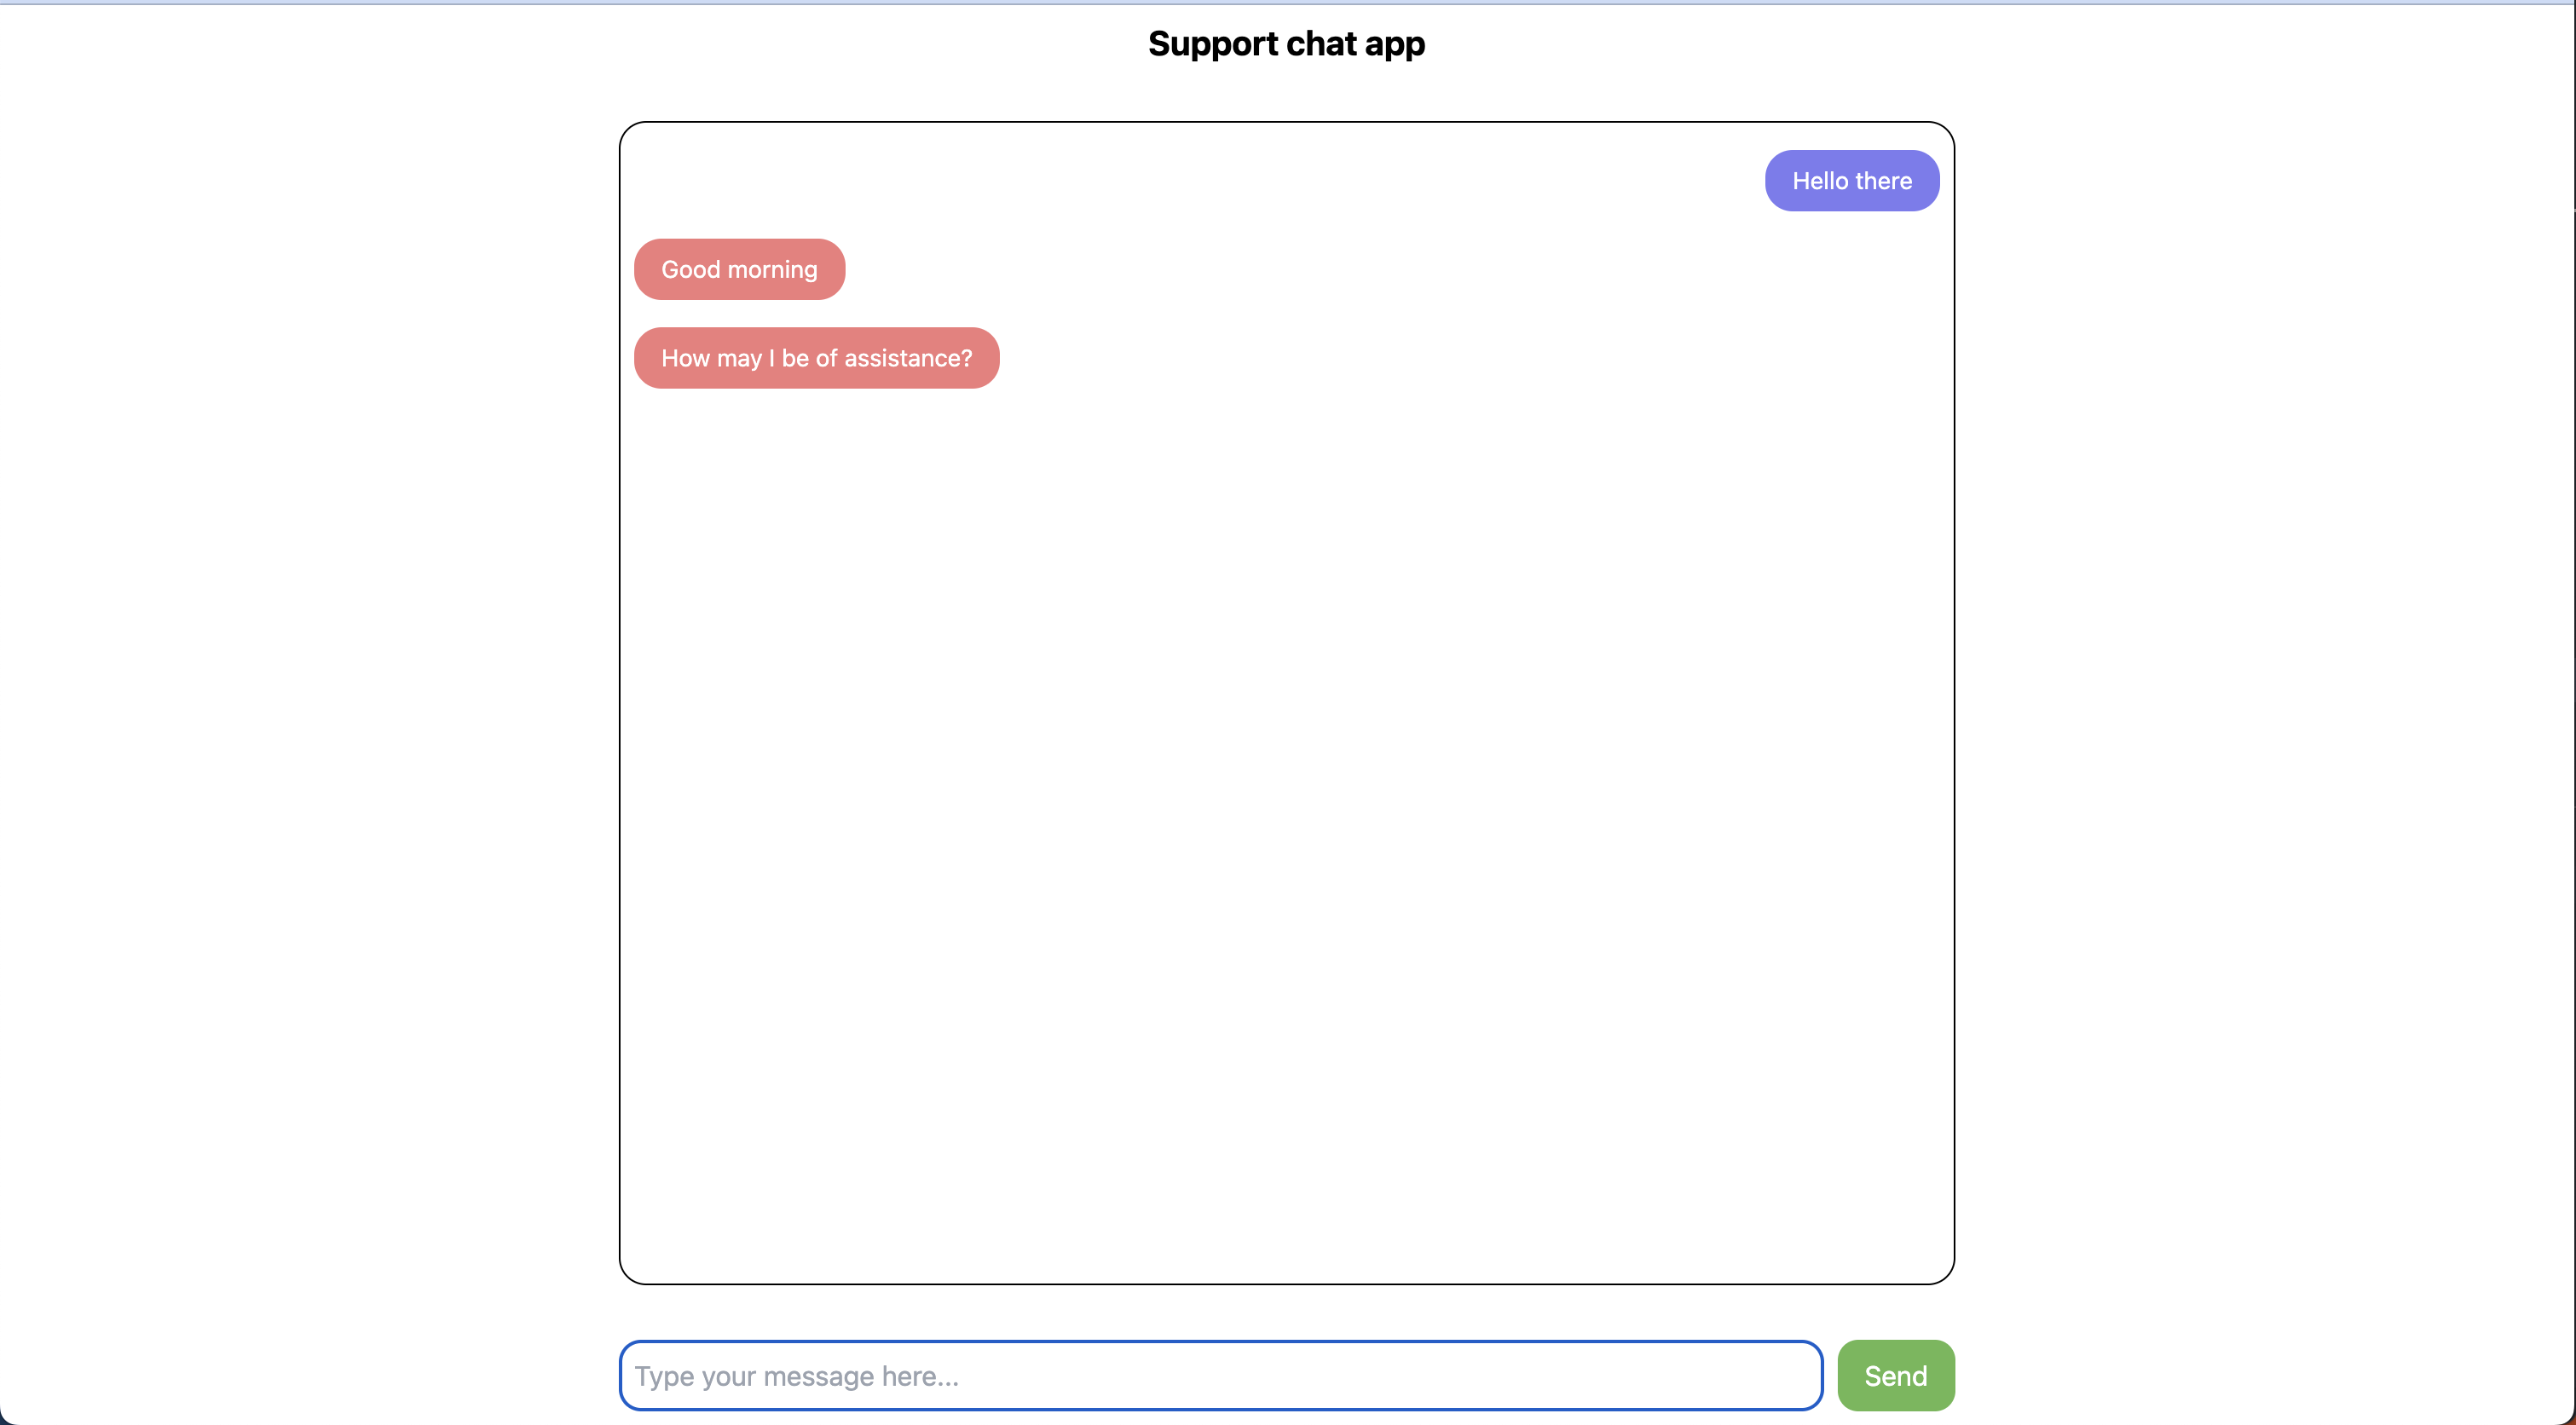 Support chat app
Hello there
Good morning
How may I be of assistance?
Type your message here...
Send